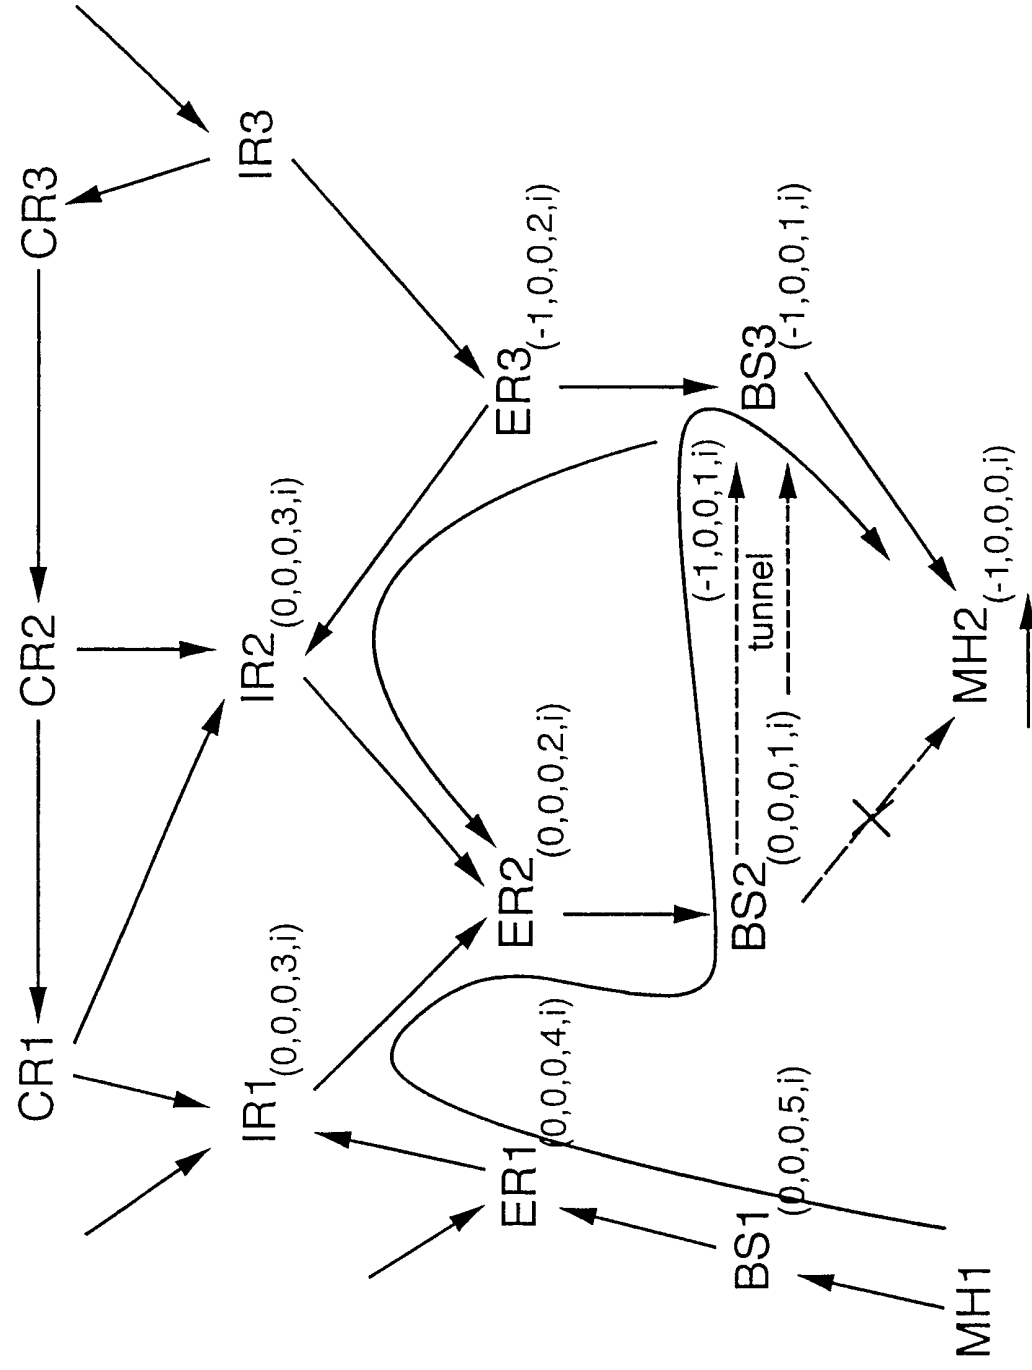 CR1
CR2
CR3
IR1
(0,0,0,3,i)
IR2
(0,0,0,3,i)
IR3
ER1
(0,0,0,4,i)
ER2
(0,0,0,2,i)
ER3
(-1,0,0,2,i)
(-1,0,0,1,i)
tunnel
BS1
(0,0,0,5,i)
BS2
(0,0,0,1,i)
BS3
(-1,0,0,1,i)
MH1
MH2
(-1,0,0,0,i)